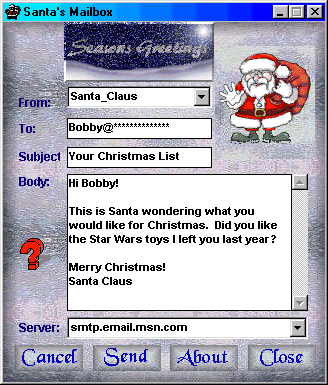 Santa's Mailbox
Seasons Greetings
From: Santa_Claus
To: Bobby@**************
Subject Your Christmas List
Body: Hi Bobby!
This is Santa wondering what you
would like for Christmas. Did you like
the Star Wars toys I left you last year?
Merry Christmas!
Santa Claus
Server: smtp.email.msn.com
Cancel Send About Close